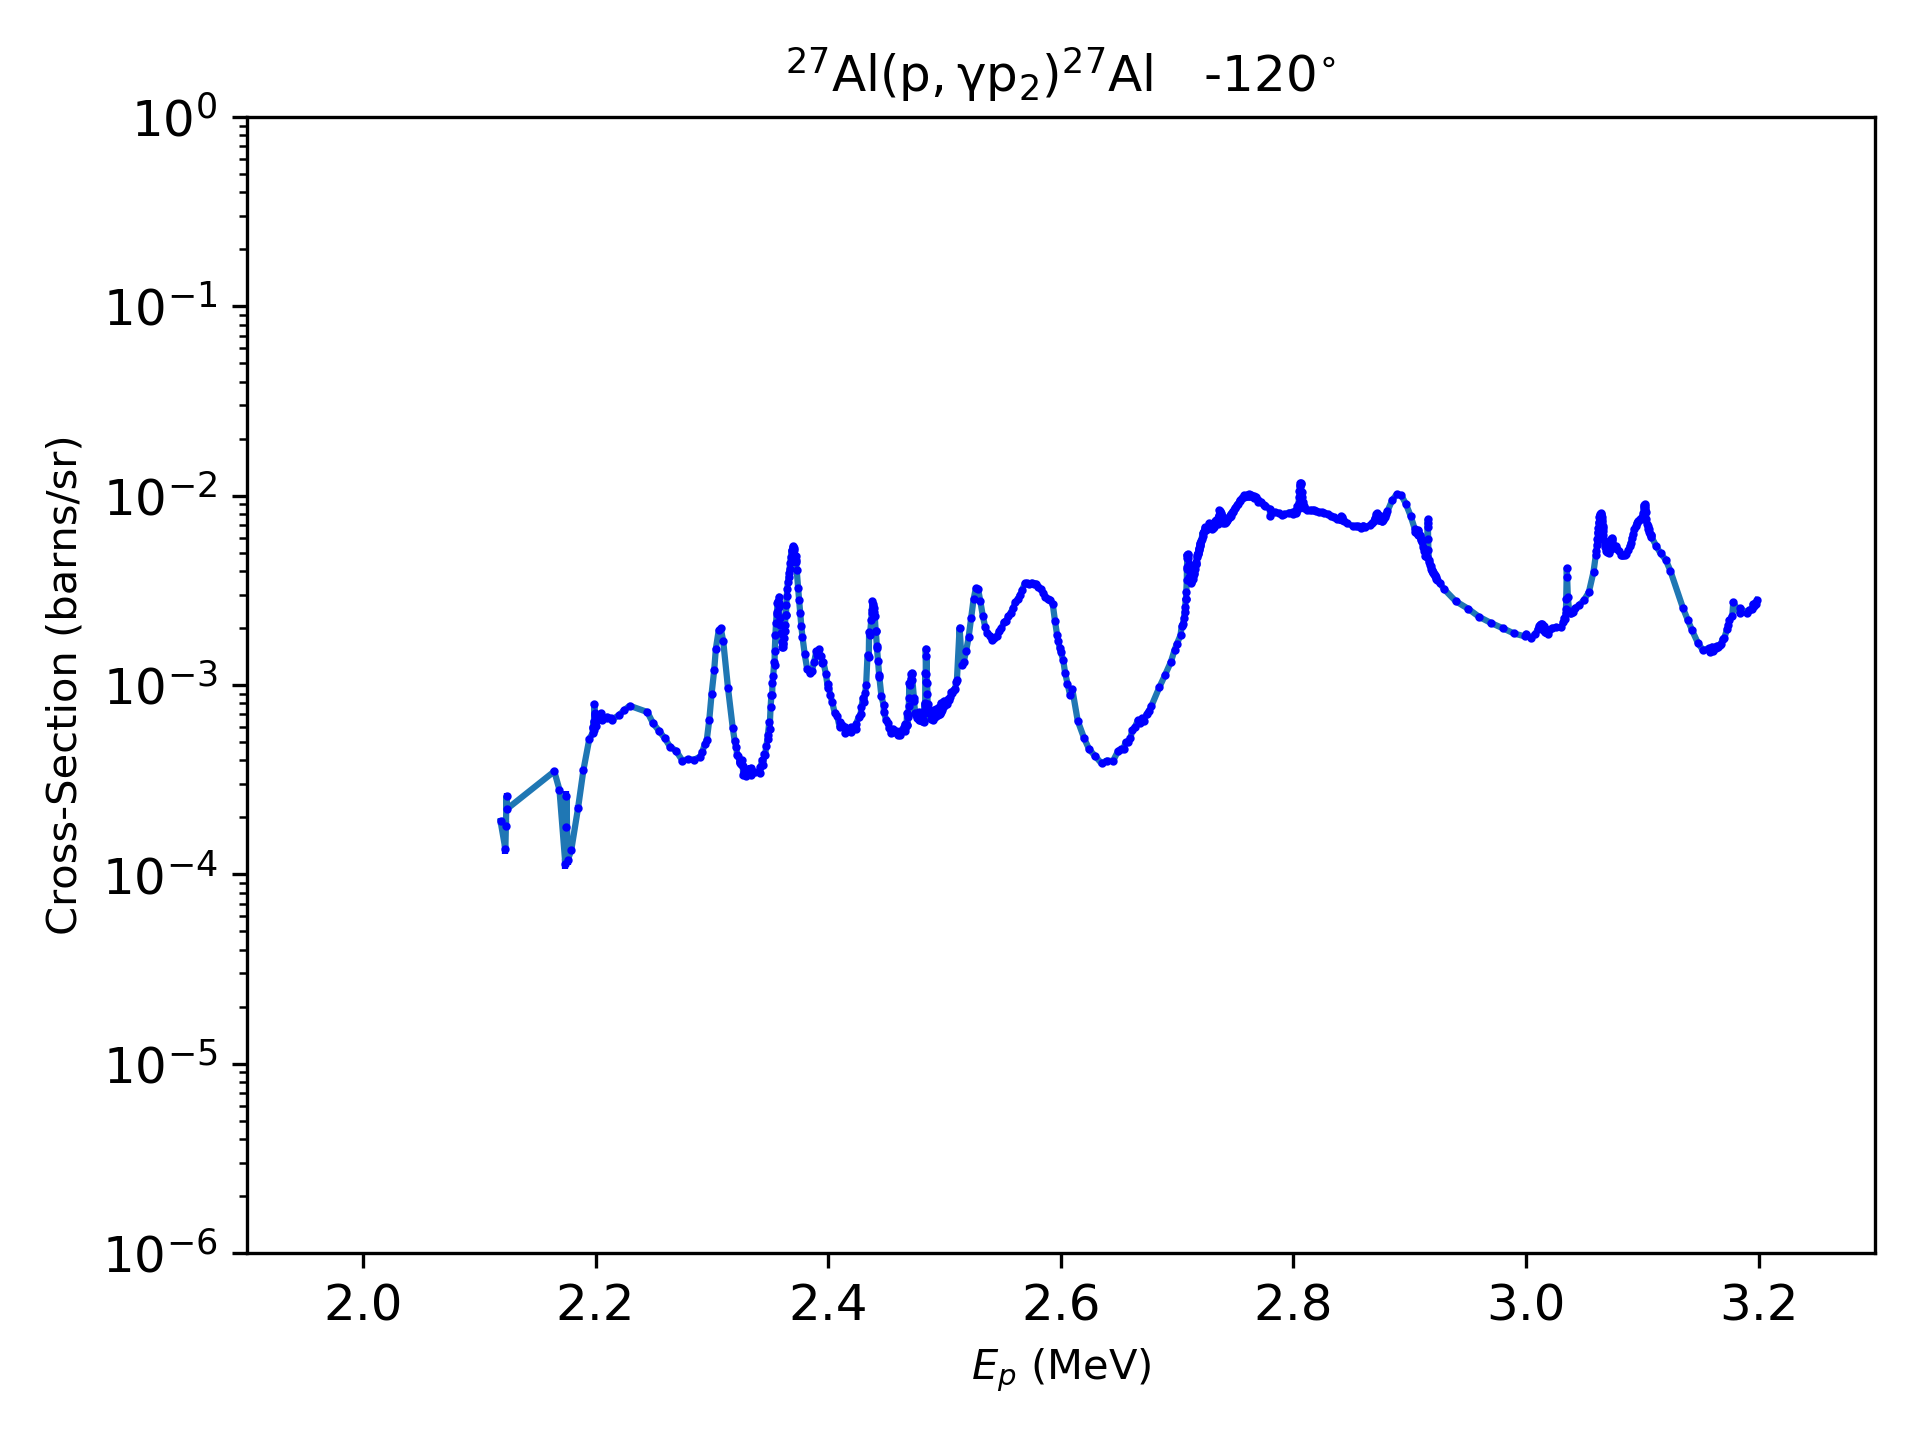 ²⁷Al(p, γp₂)²⁷Al -120°
10⁰
10⁻¹
10⁻²
10⁻³
10⁻⁴
10⁻⁵
10⁻⁶
Cross-Section (barns/sr)
2.0 2.2 2.4 2.6 2.8 3.0 3.2
Eₚ (MeV)